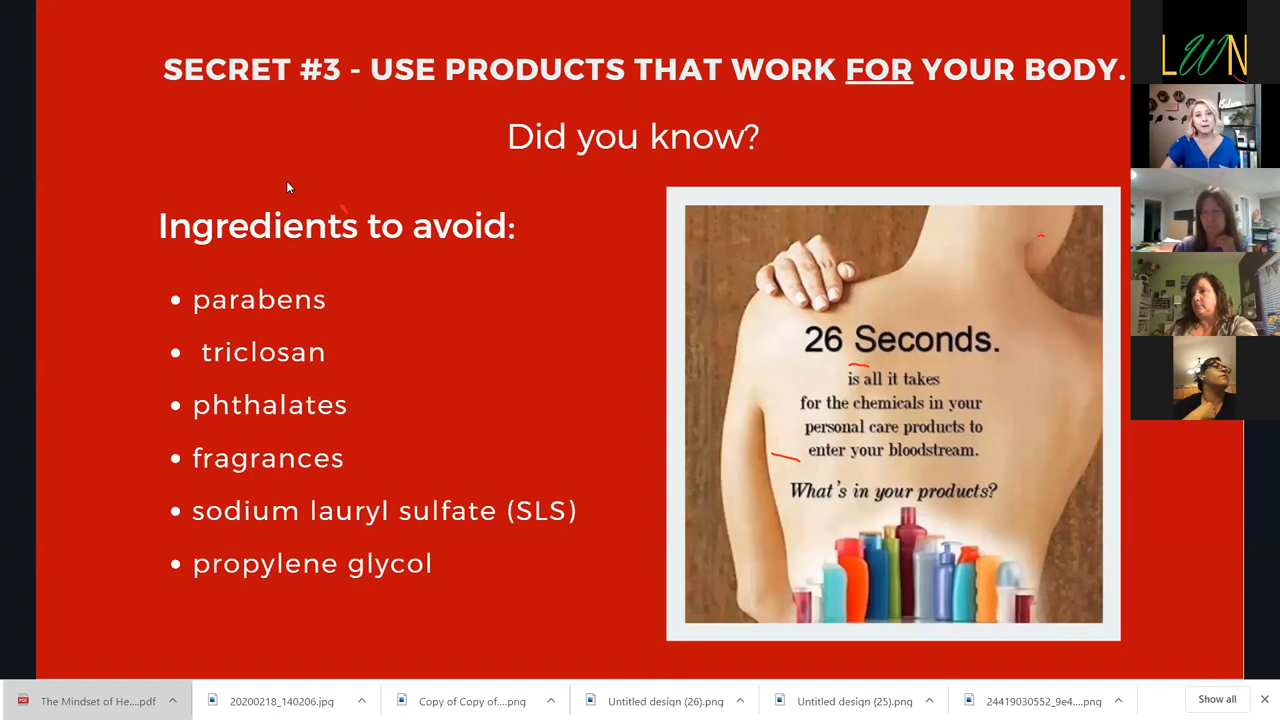 SECRET #3 - USE PRODUCTS THAT WORK FOR YOUR BODY.
Did you know?
Ingredients to avoid:
• parabens
• triclosan
• phthalates
• fragrances
• sodium lauryl sulfate (SLS)
• propylene glycol
26 Seconds.
is all it takes
for the chemicals in your
personal care products to
enter your bloodstream.
What's in your products?
LWN
The Mindset of He....pdf
20200218_140206.jpg
Copy of Copy of....png
Untitled design (26).png
Untitled design (25).png
24419030552_9e4....png
Show all